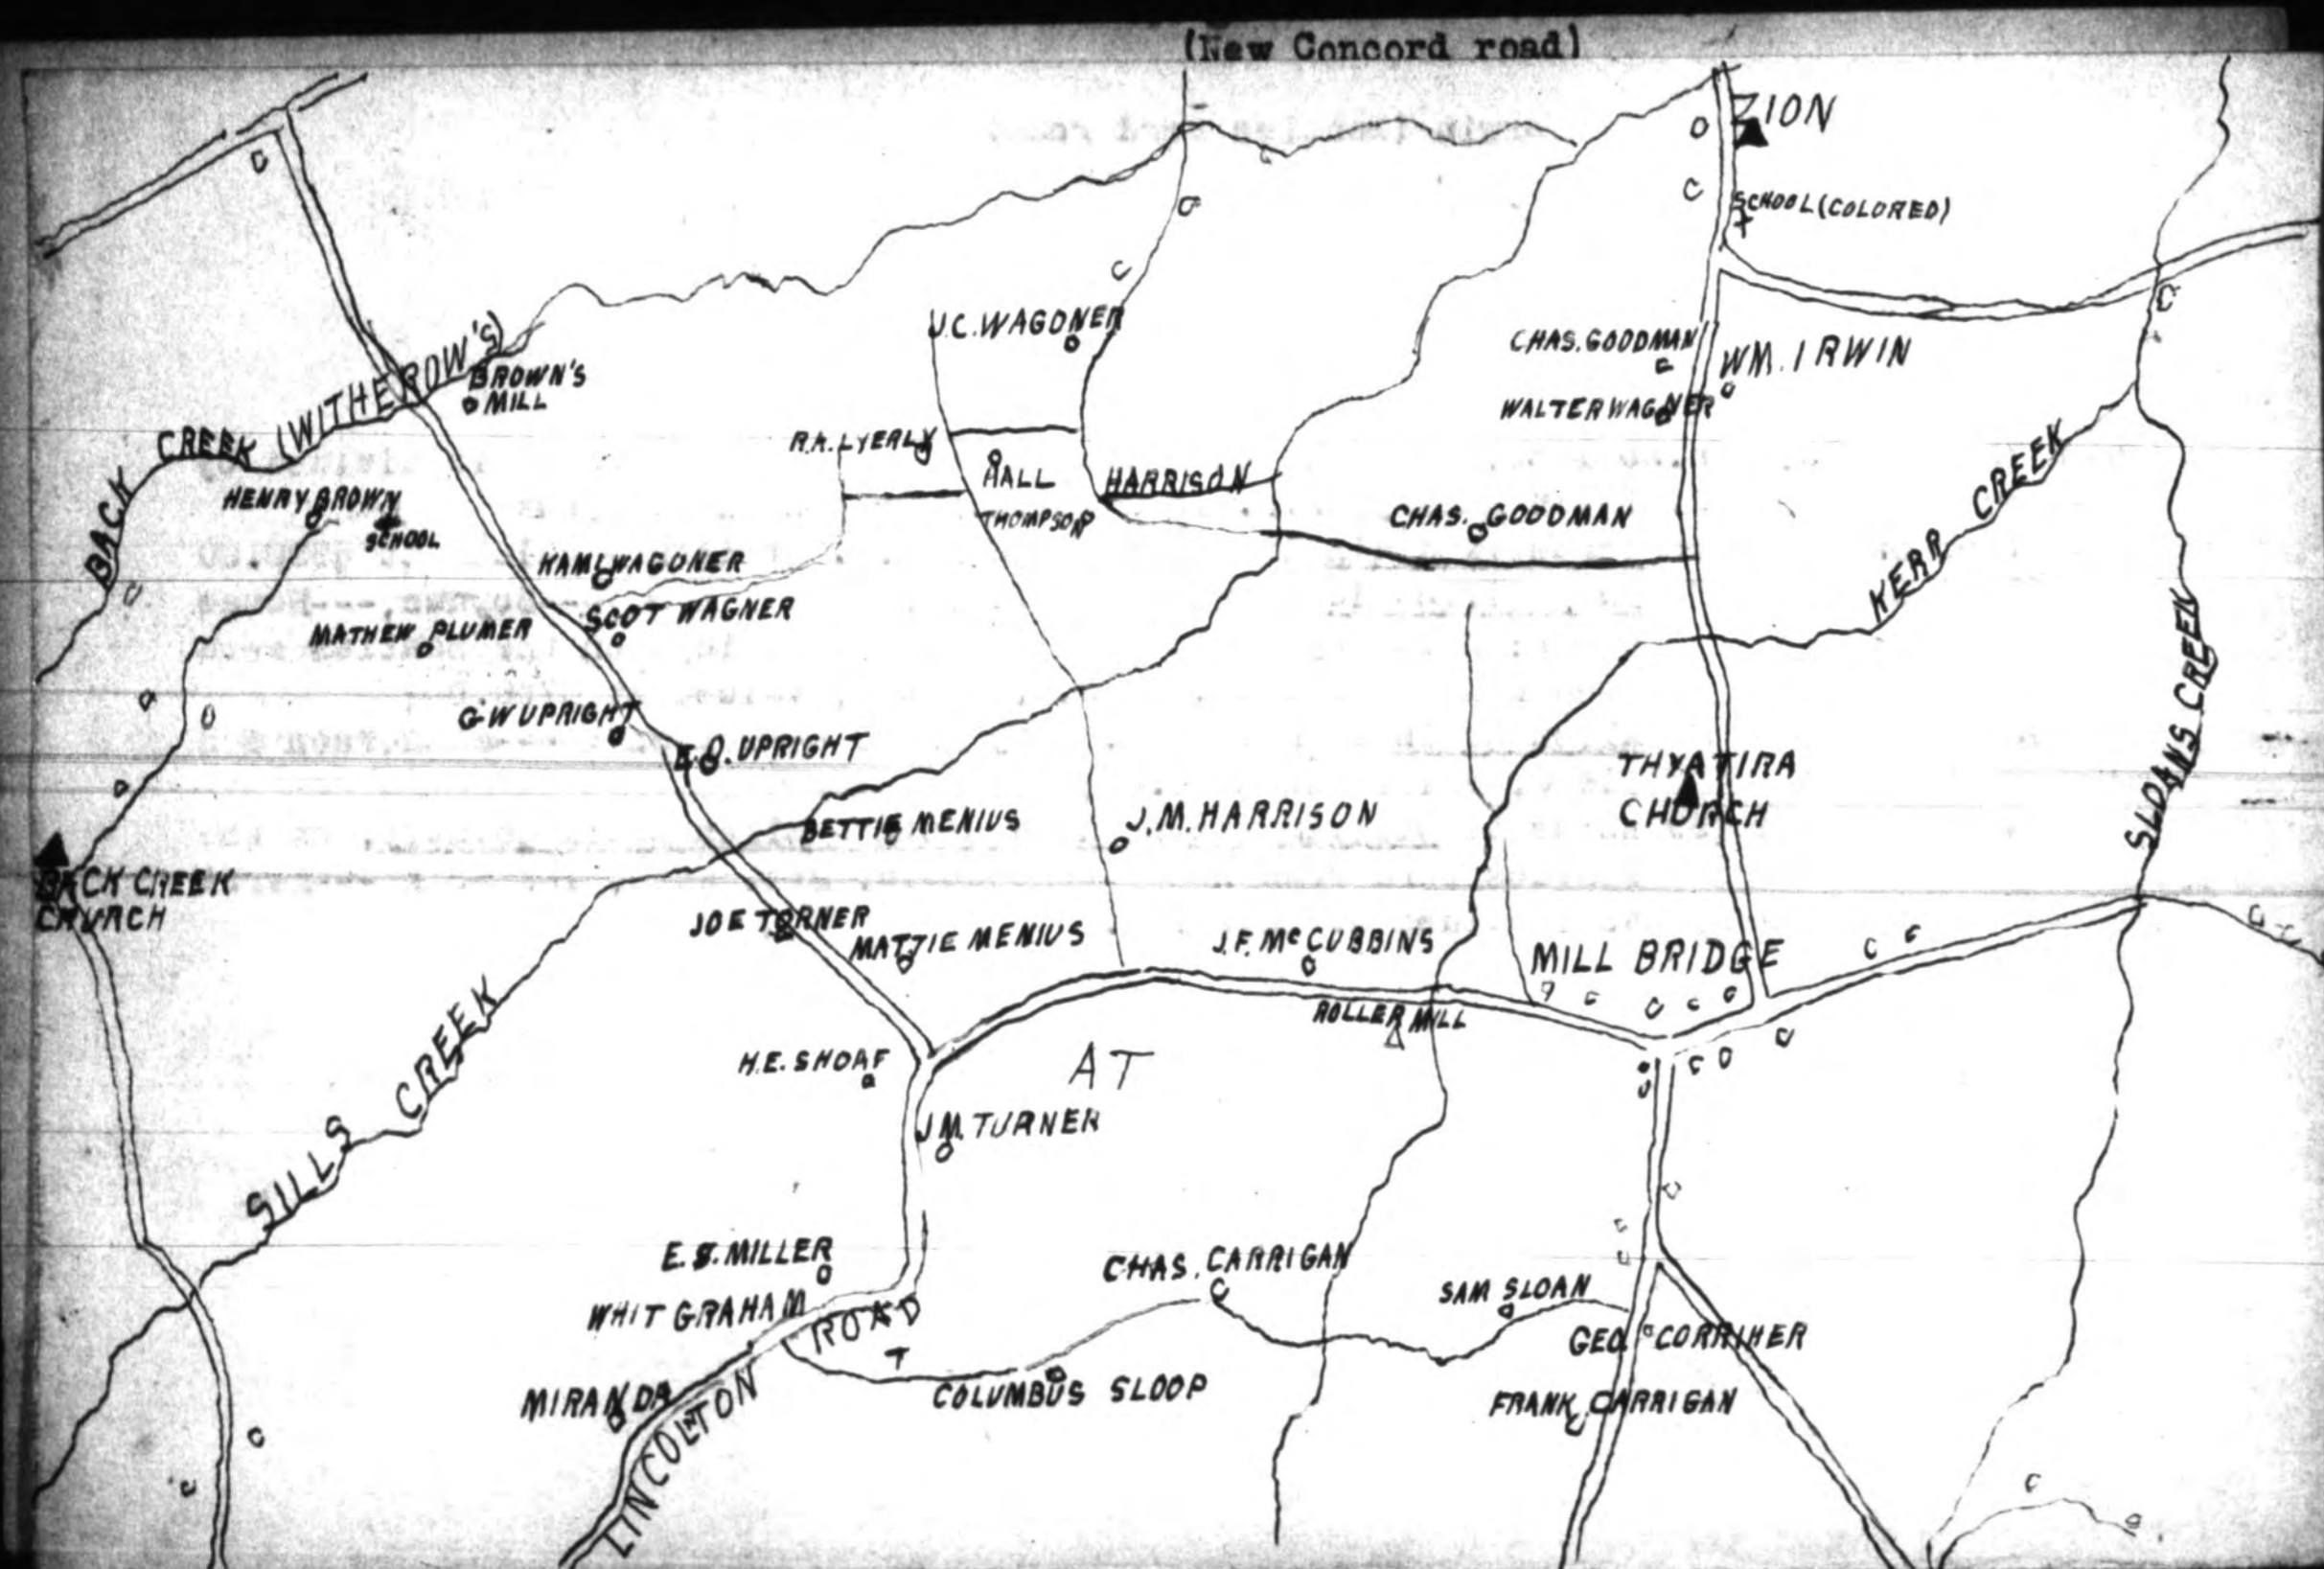 (New Concord road)
ZION
SCHOOL (COLORED)
J.C. WAGONER
CHAS. GOODMAN
WM. IRWIN
BROWN'S
MILL
WALTER WAGNER
BACK CREEK (WITHEROW'S)
R.A. LYERLY
HALL
HARRISON
THOMPSON
CHAS. GOODMAN
KERR CREEK
HENRY BROWN
SCHOOL
WAGONER
SCOT WAGNER
MATHEW PLUMER
SLOANS CREEK
G W UPRIGHT
UPRIGHT
THYATIRA
CHURCH
BETTIE MENIUS
J.M. HARRISON
BACK CREEK
CHURCH
JOE TURNER
MATTIE MENIUS
J.F. McCUBBINS
MILL BRIDGE
ROLLER MILL
H.E. SHOAF
AT
J.M. TURNER
SILLS CREEK
E.S. MILLER
CHAS. CARRIGAN
SAM SLOAN
WHIT GRAHAM
GEO. CORRIHER
MIRANDA
COLUMBUS SLOOP
FRANK CARRIGAN
LINCOLTON ROAD